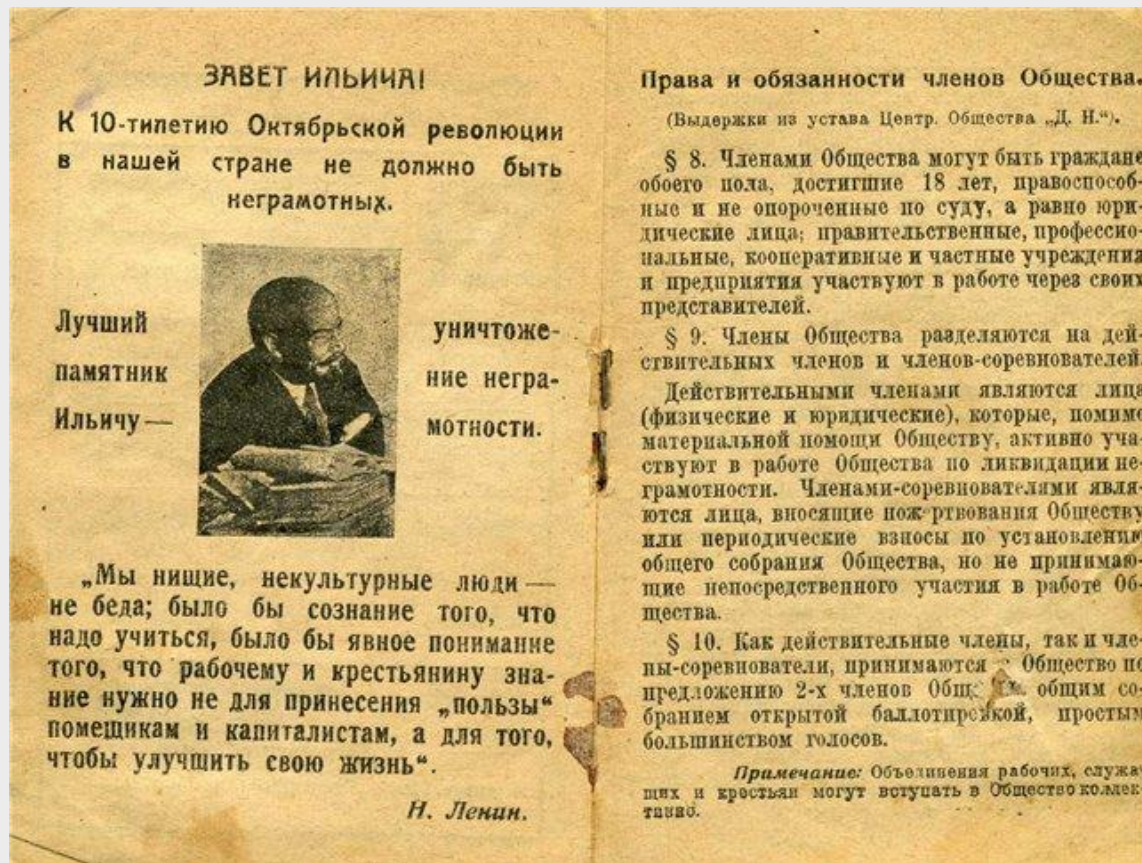 ЗАВЕТ ИЛЬИЧА!
К 10-тилетию Октябрьской революции
в нашей стране не должно быть
неграмотных.
Лучший
памятник
Ильичу —
уничтоже-
ние негра-
мотности.
„Мы нищие, некультурные люди —
не беда; было бы сознание того, что
надо учиться, было бы явное понимание
того, что рабочему и крестьянину зна-
ние нужно не для принесения „пользы“
помещикам и капиталистам, а для того,
чтобы улучшить свою жизнь“.
Н. Ленин.
Права и обязанности членов Общества.
(Выдержки из устава Центр. Общества „Д. Н.“).
§ 8. Членами Общества могут быть граждане
обоего пола, достигшие 18 лет, правоспособ-
ные и не опороченные по суду, а равно юри-
дические лица; правительственные, профессио-
нальные, кооперативные и частные учреждения
и предприятия участвуют в работе через своих
представителей.
§ 9. Члены Общества разделяются на дей-
ствительных членов и членов-соревнователей.
Действительными членами являются лица
(физические и юридические), которые, помимо
материальной помощи Обществу, активно уча-
ствуют в работе Общества по ликвидации не-
грамотности. Членами-соревнователями явля-
ются лица, вносящие пож ртвования Обществу
или периодические взносы по установлению
общего собрания Общества, но не принимаю-
щие непосредственного участия в работе Об-
щества.
§ 10. Как действительные члены, так и чле-
ны-соревнователи, принимаются Общество по
предложению 2-х членов общим со-
бранием открытой баллотировкой, простым
большинством голосов.
Примечание: Объединения рабочих, служа-
щих и крестьян могут вступать в Общество коллек-
тивно.